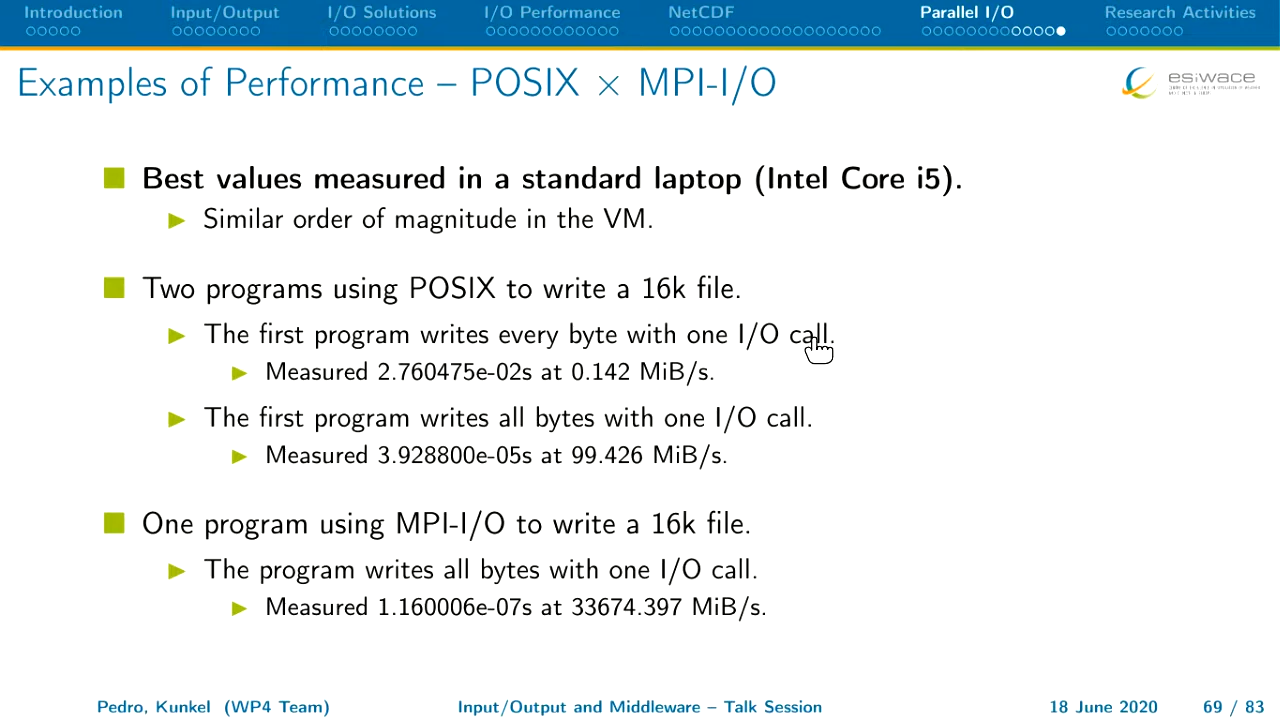 Introduction Input/Output I/O Solutions I/O Performance NetCDF Parallel I/O Research Activities
Examples of Performance – POSIX × MPI-I/O
esiwace
Best values measured in a standard laptop (Intel Core i5).
Similar order of magnitude in the VM.
Two programs using POSIX to write a 16k file.
The first program writes every byte with one I/O call.
Measured 2.760475e-02s at 0.142 MiB/s.
The first program writes all bytes with one I/O call.
Measured 3.928800e-05s at 99.426 MiB/s.
One program using MPI-I/O to write a 16k file.
The program writes all bytes with one I/O call.
Measured 1.160006e-07s at 33674.397 MiB/s.
Pedro, Kunkel (WP4 Team) Input/Output and Middleware – Talk Session 18 June 2020 69 / 83